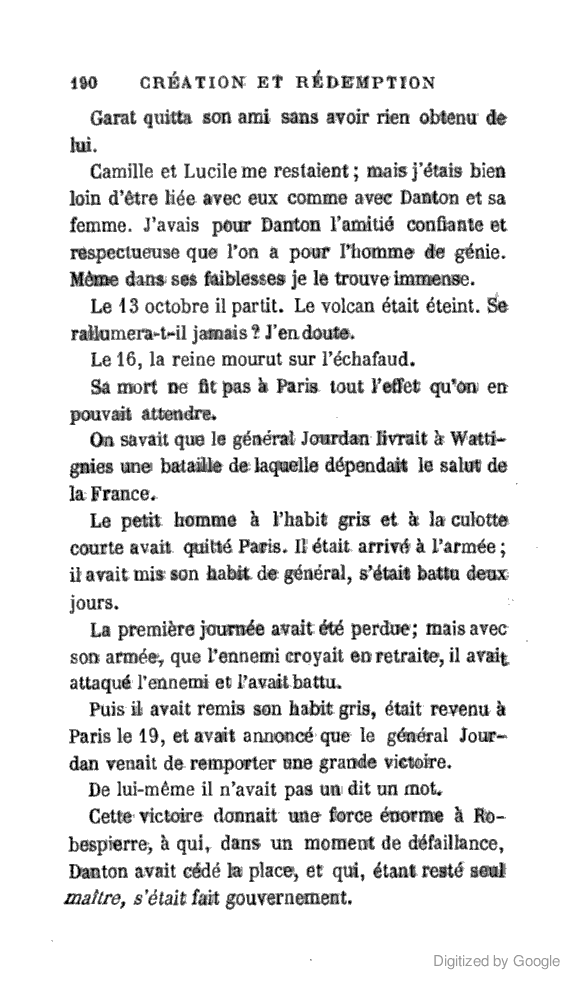 190 CRÉATION ET RÉDEMPTION
Garat quitta son ami sans avoir rien obtenu de
lui.
Camille et Lucile me restaient ; mais j'étais bien
loin d'être liée avec eux comme avec Danton et sa
femme. J'avais pour Danton l'amitié confiante et
respectueuse que l'on a pour l'homme de génie.
Même dans ses faiblesses je le trouve immense.
Le 13 octobre il partit. Le volcan était éteint. Se
rallumera-t-il jamais ? J'en doute.
Le 16, la reine mourut sur l'échafaud.
Sa mort ne fit pas à Paris tout l'effet qu'on en
pouvait attendre.
On savait que le général Jourdan livrait à Watti-
gnies une bataille de laquelle dépendait le salut de
la France.
Le petit homme à l'habit gris et à la culotte
courte avait quitté Paris. Il était arrivé à l'armée ;
il avait mis son habit de général, s'était battu deux
jours.
La première journée avait été perdue ; mais avec
son armée, que l'ennemi croyait en retraite, il avait
attaqué l'ennemi et l'avait battu.
Puis il avait remis son habit gris, était revenu à
Paris le 19, et avait annoncé que le général Jour-
dan venait de remporter une grande victoire.
De lui-même il n'avait pas un dit un mot.
Cette victoire donnait une force énorme à Ro-
bespierre, à qui, dans un moment de défaillance,
Danton avait cédé la place, et qui, étant resté seul
maître, s'était fait gouvernement.
Digitized by Google